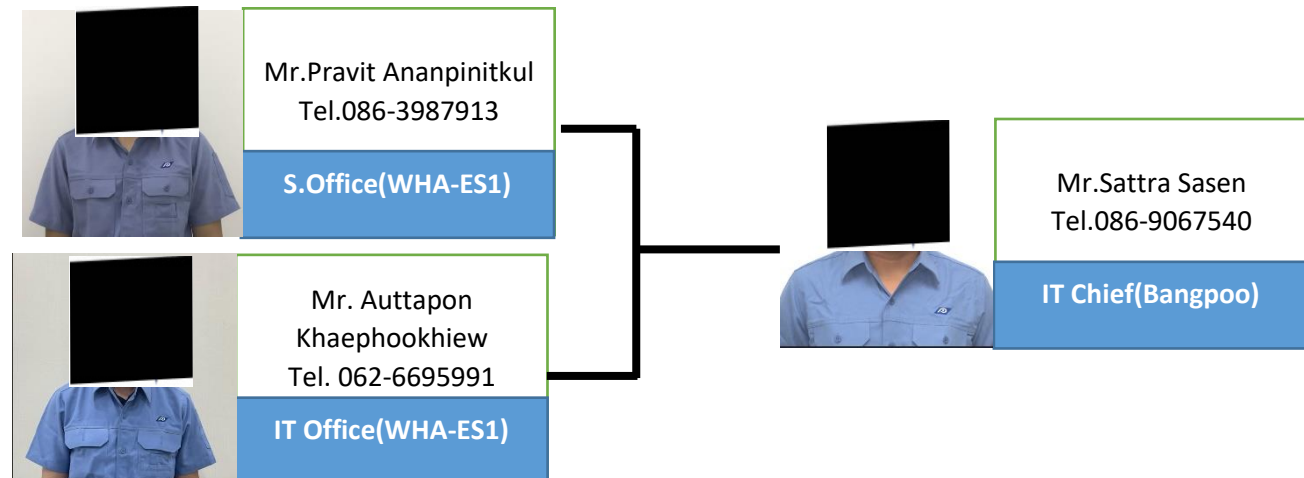 Mr.Pravit Ananpinitkul
Tel.086-3987913
S.Office(WHA-ES1)
Mr. Auttapon
Khaephookhiew
Tel. 062-6695991
IT Office(WHA-ES1)
Mr.Sattra Sasen
Tel.086-9067540
IT Chief(Bangpoo)